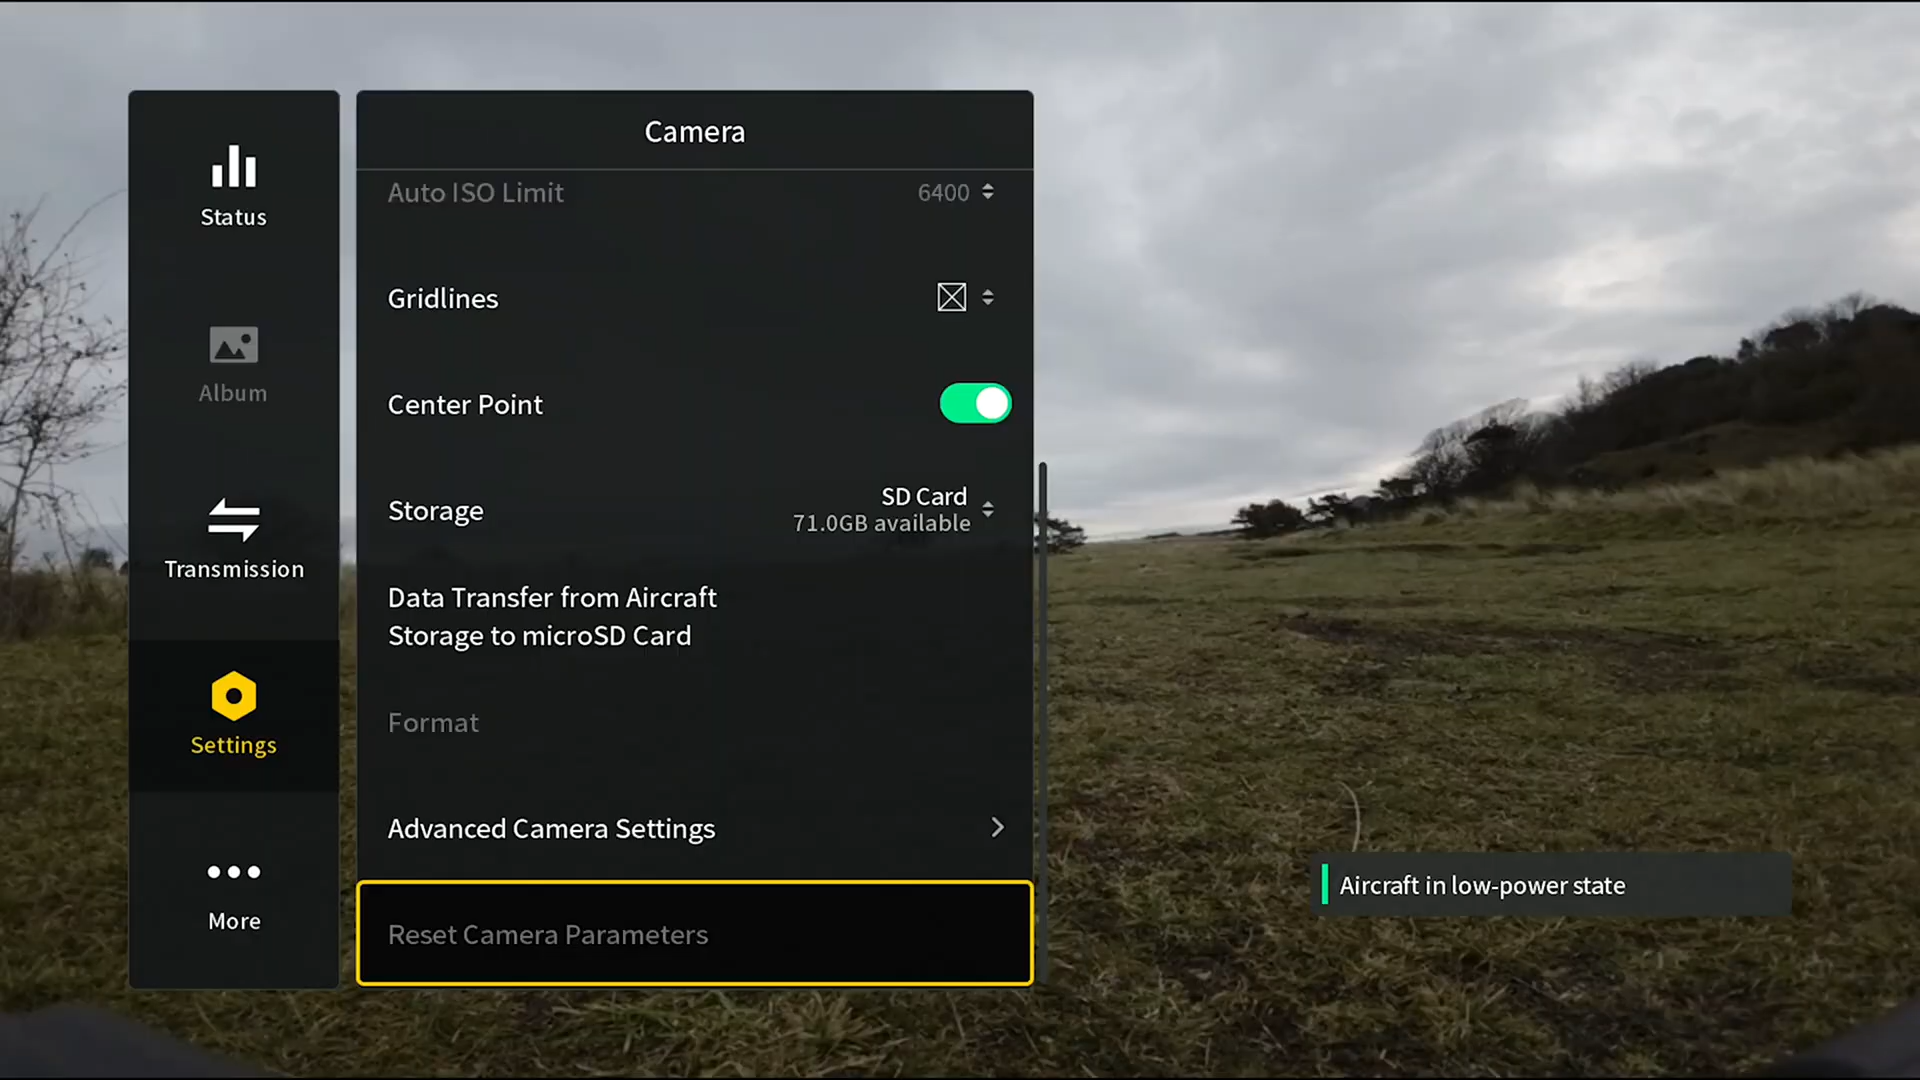 Status
Album
Transmission
Settings
More
Camera
Auto ISO Limit 6400
Gridlines
Center Point
Storage SD Card
71.0GB available
Data Transfer from Aircraft
Storage to microSD Card
Format
Advanced Camera Settings
Reset Camera Parameters
Aircraft in low-power state